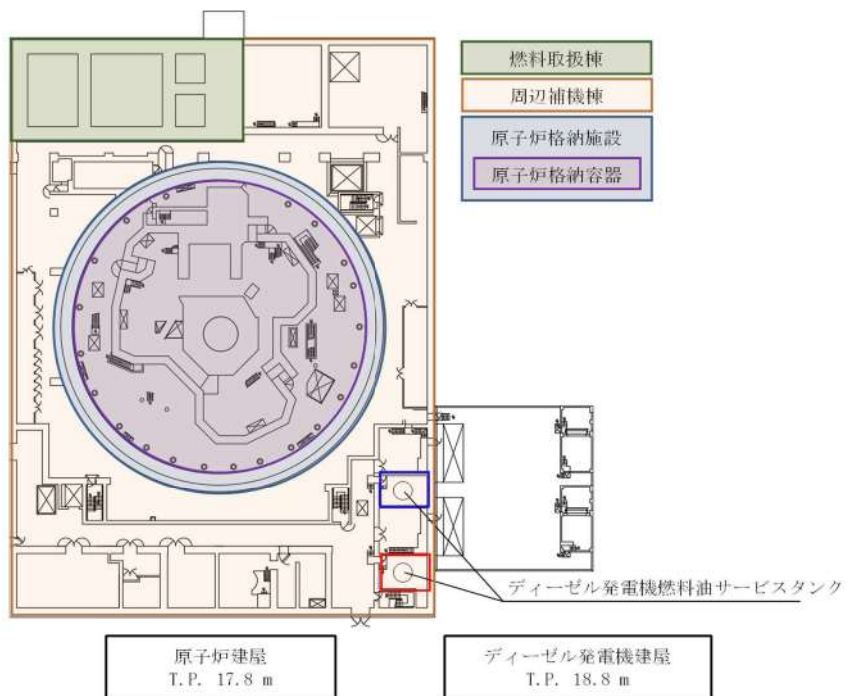 燃料取扱棟
周辺補機棟
原子炉格納施設
原子炉格納容器
ディーゼル発電機燃料油サービスタンク
原子炉建屋
T.P. 17.8 m
ディーゼル発電機建屋
T.P. 18.8 m